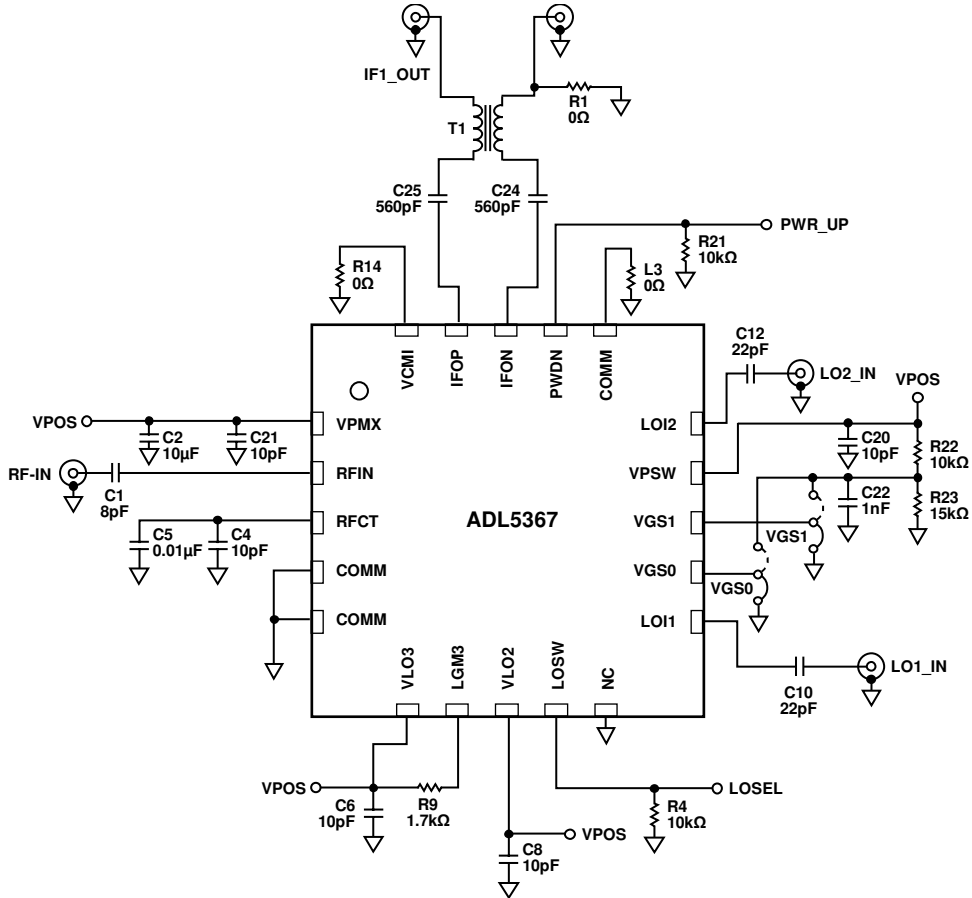 IF1_OUT
R1
0Ω
T1
C25
560pF
C24
560pF
PWR_UP
R21
10kΩ
R14
0Ω
L3
0Ω
C12
22pF
LO2_IN
VPOS
VCMI
IFOP
IFON
PWDN
COMM
VPOS
C2
10µF
C21
10pF
VPMX
LOI2
C20
10pF
R22
10kΩ
RF-IN
C1
8pF
RFIN
VPSW
C22
1nF
R23
15kΩ
C5
0.01µF
C4
10pF
RFCT
ADL5367
VGS1
VGS1
COMM
VGS0
VGS0
COMM
LOI1
LO1_IN
C10
22pF
VLO3
LGM3
VLO2
LOSW
NC
VPOS
C6
10pF
R9
1.7kΩ
LOSEL
R4
10kΩ
VPOS
C8
10pF